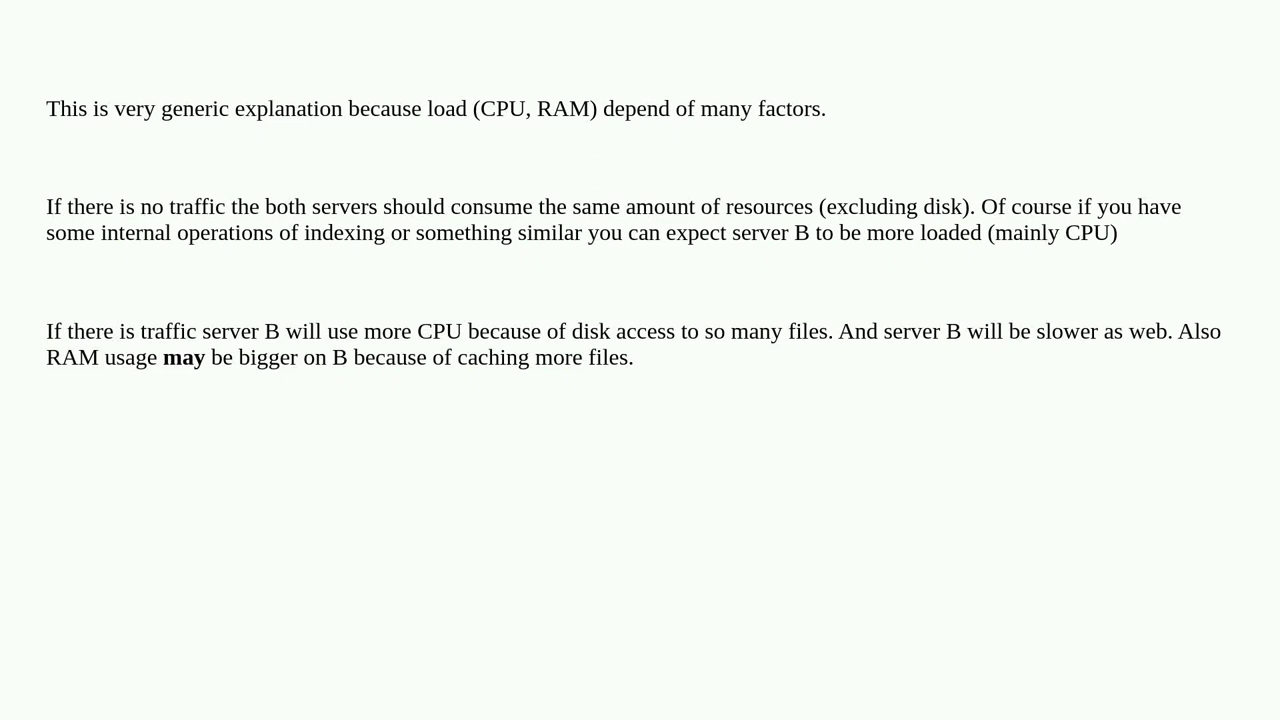 This is very generic explanation because load (CPU, RAM) depend of many factors.
If there is no traffic the both servers should consume the same amount of resources (excluding disk). Of course if you have
some internal operations of indexing or something similar you can expect server B to be more loaded (mainly CPU)
If there is traffic server B will use more CPU because of disk access to so many files. And server B will be slower as web. Also
RAM usage may be bigger on B because of caching more files.